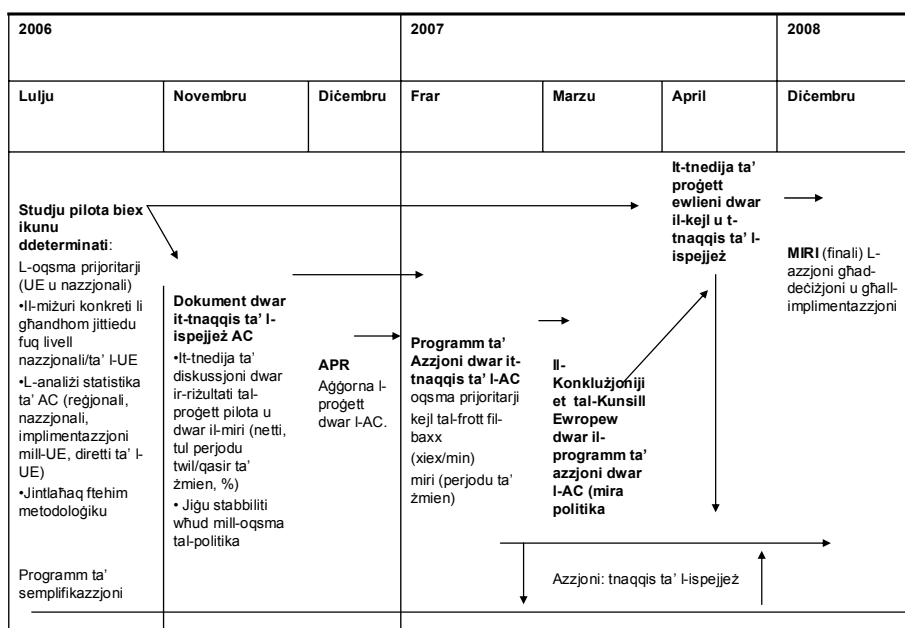 2006
2007
2008
Lulju
Novembru
Diċembru
Frar
Marzu
April
Diċembru
Studju pilota biex
ikunu
ddeterminati:
L-oqsma prijoritarji
(UE u nazzjonali)
•Il-miżuri konkreti li
għandhom jittiedu
fuq livell
nazzjonali/ta’ l-UE
•L-analiżi statistika
ta’ AC (reġjonali,
nazzjonali,
implimentazzjoni
mill-UE, diretti ta’ l-
UE)
•Jintlaħaq ftehim
metodoloġiku
Programm ta’
semplifikazzjoni
Dokument dwar
it-tnaqqis ta’ l-
ispejjeż AC
•It-tnedija ta’
diskussjoni dwar
ir-riżultati tal-
proġett pilota u
dwar il-miri (netti,
tul perjodu
twil/qasir ta’
żmien, %)
• Jiġu stabbiliti
wħud mill-oqsma
tal-politika
APR
Aġġorna l-
proġett
dwar l-AC.
Programm ta’
Azzjoni dwar it-
tnaqqis ta’ l-AC
oqsma prijoritarji
kejl tal-frott fil-
baxx
(xiex/min)
miri (perjodu ta’
żmien)
Il-
Konklużjoniji
et tal-Kunsill
Ewropew
dwar il-
programm ta’
azzjoni dwar
l-AC (mira
politika
It-tnedija ta’
proġett
ewlieni dwar
il-kejl u t-
tnaqqis ta’ l-
ispejjeż
MIRI (finali) L-
azzjoni għad-
deċiżjoni u għall-
implimentazzjoni
Azzjoni: tnaqqis ta’ l-ispejjeż